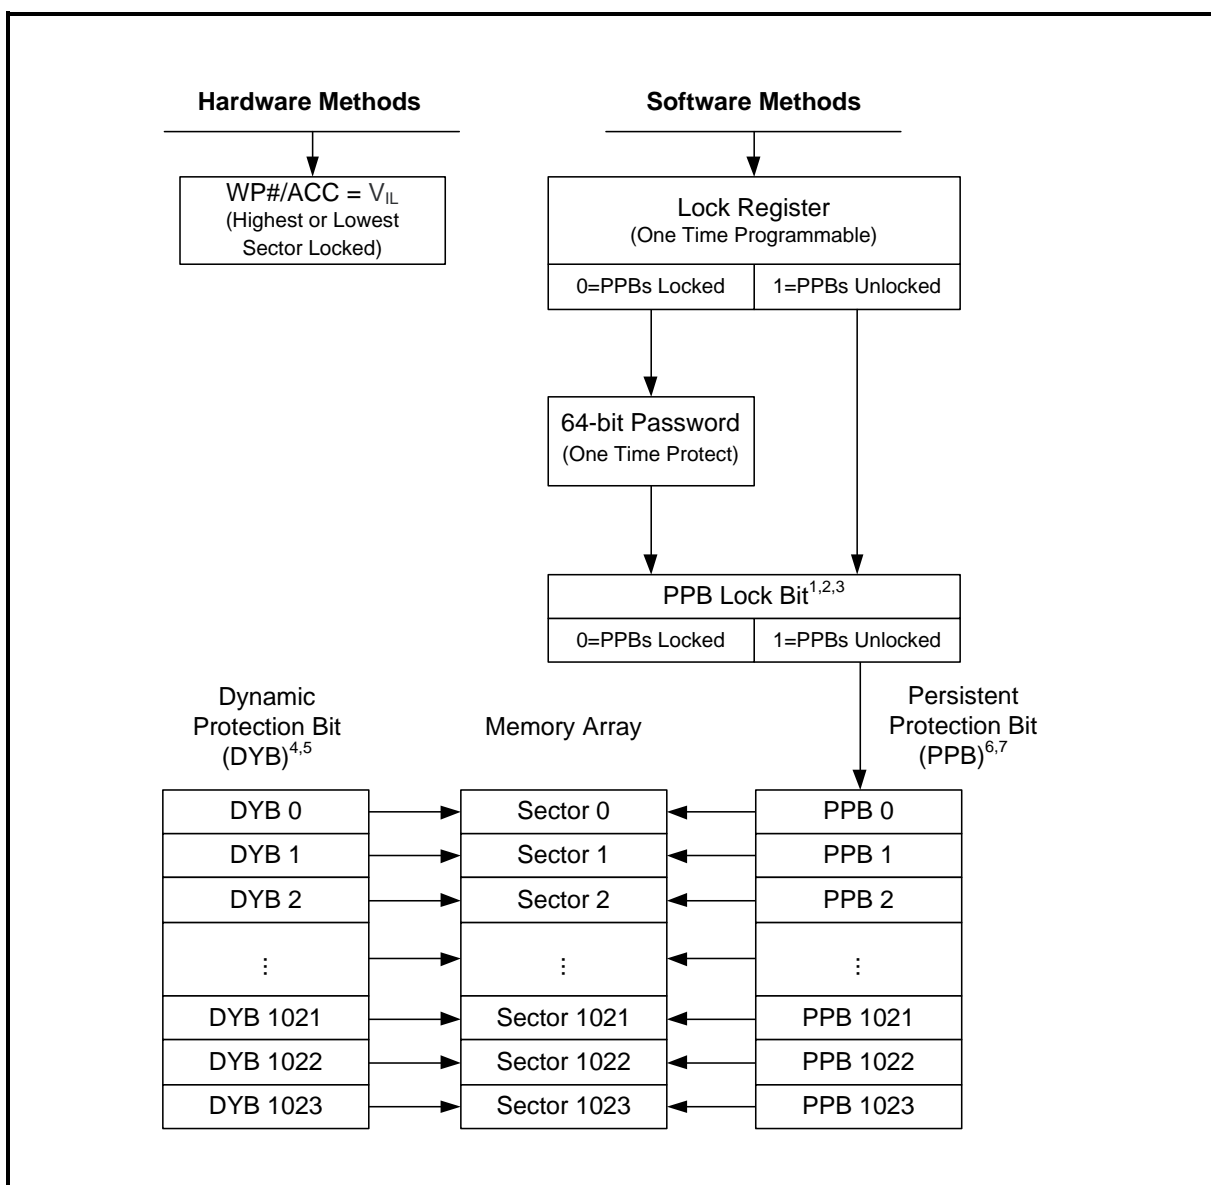 Hardware Methods
Software Methods
WP#/ACC = VIL
(Highest or Lowest
Sector Locked)
Lock Register
(One Time Programmable)
0=PPBs Locked
1=PPBs Unlocked
64-bit Password
(One Time Protect)
PPB Lock Bit1,2,3
0=PPBs Locked
1=PPBs Unlocked
Dynamic
Protection Bit
(DYB)4,5
Memory Array
Persistent
Protection Bit
(PPB)6,7
DYB 0
Sector 0
PPB 0
DYB 1
Sector 1
PPB 1
DYB 2
Sector 2
PPB 2
⋮
⋮
⋮
DYB 1021
Sector 1021
PPB 1021
DYB 1022
Sector 1022
PPB 1022
DYB 1023
Sector 1023
PPB 1023